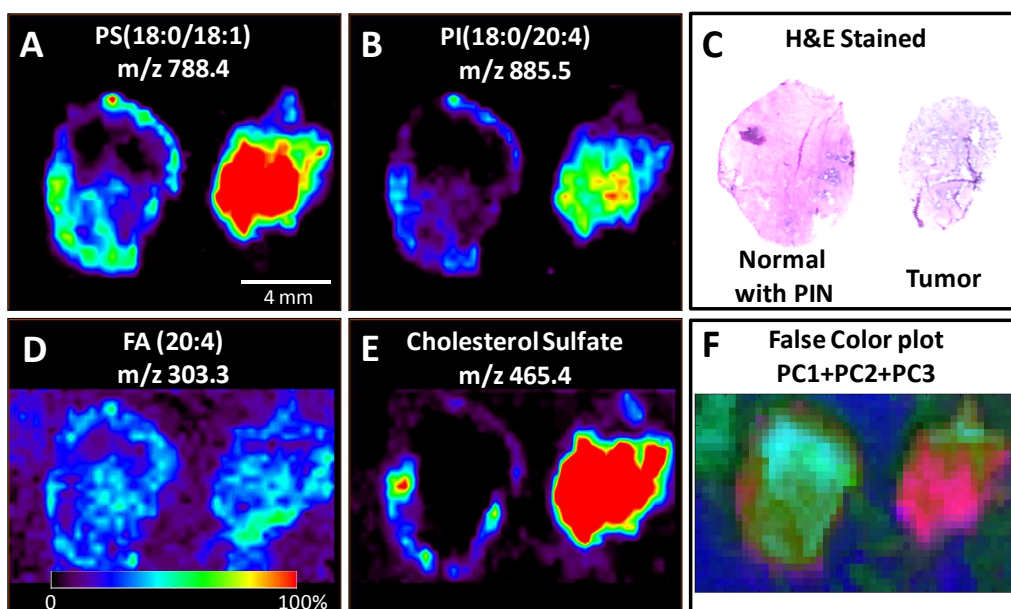 A
PS(18:0/18:1)
m/z 788.4
4 mm
B
PI(18:0/20:4)
m/z 885.5
C
H&E Stained
Normal
with PIN
Tumor
D
FA (20:4)
m/z 303.3
0
100%
E
Cholesterol Sulfate
m/z 465.4
F
False Color plot
PC1+PC2+PC3